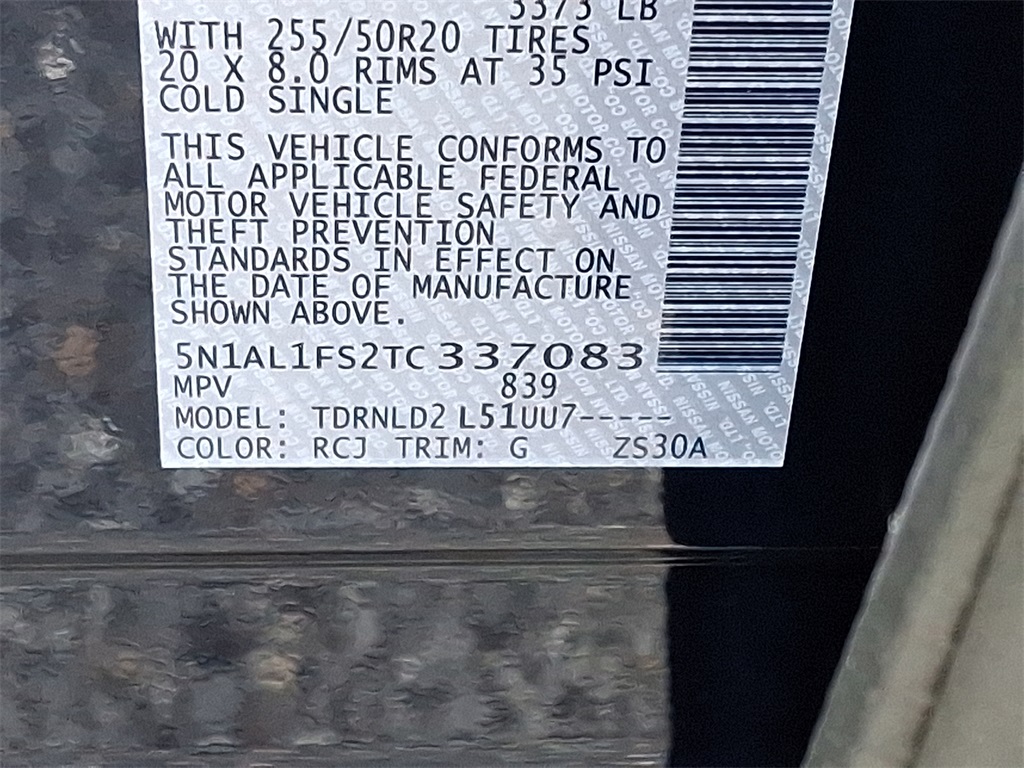 3373 LB
WITH 255/50R20 TIRES
20 X 8.0 RIMS AT 35 PSI
COLD SINGLE
THIS VEHICLE CONFORMS TO
ALL APPLICABLE FEDERAL
MOTOR VEHICLE SAFETY AND
THEFT PREVENTION
STANDARDS IN EFFECT ON
THE DATE OF MANUFACTURE
SHOWN ABOVE.
5N1AL1FS2TC337083
MPV 839
MODEL: TDRNLD2 L51UU7-----
COLOR: RCJ TRIM: G ZS30A